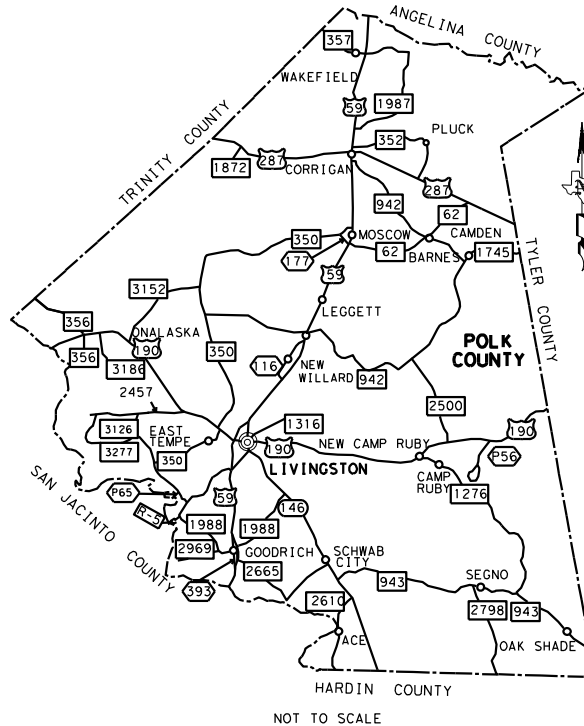 ANGELINA COUNTY
357
WAKEFIELD
59
1987
TRINITY COUNTY
352
PLUCK
287
1872
CORRIGAN
287
942
62
MOSCOW
CAMDEN
350
177
62
BARNES
1745
TYLER COUNTY
59
3152
LEGGETT
356
ONALASKA
POLK
COUNTY
356
190
350
3186
116
NEW
WILLARD
942
2457
2500
1316
3126
EAST
TEMPE
190
3277
350
190
NEW CAMP RUBY
P56
LIVINGSTON
CAMP
RUBY
1276
SAN JACINTO COUNTY
P65
59
146
R-5
1988
1988
2969
GOODRICH
SCHWAB
CITY
2665
943
SEGNO
393
2610
2798
943
ACE
OAK SHADE
HARDIN COUNTY
NOT TO SCALE